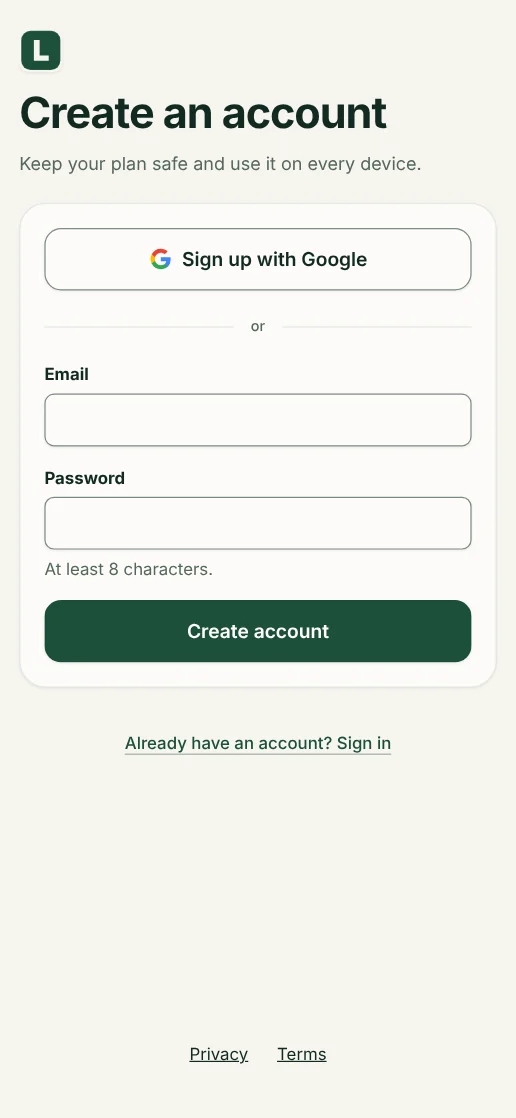 L
Create an account
Keep your plan safe and use it on every device.
Sign up with Google
or
Email
Password
At least 8 characters.
Create account
Already have an account? Sign in
Privacy Terms